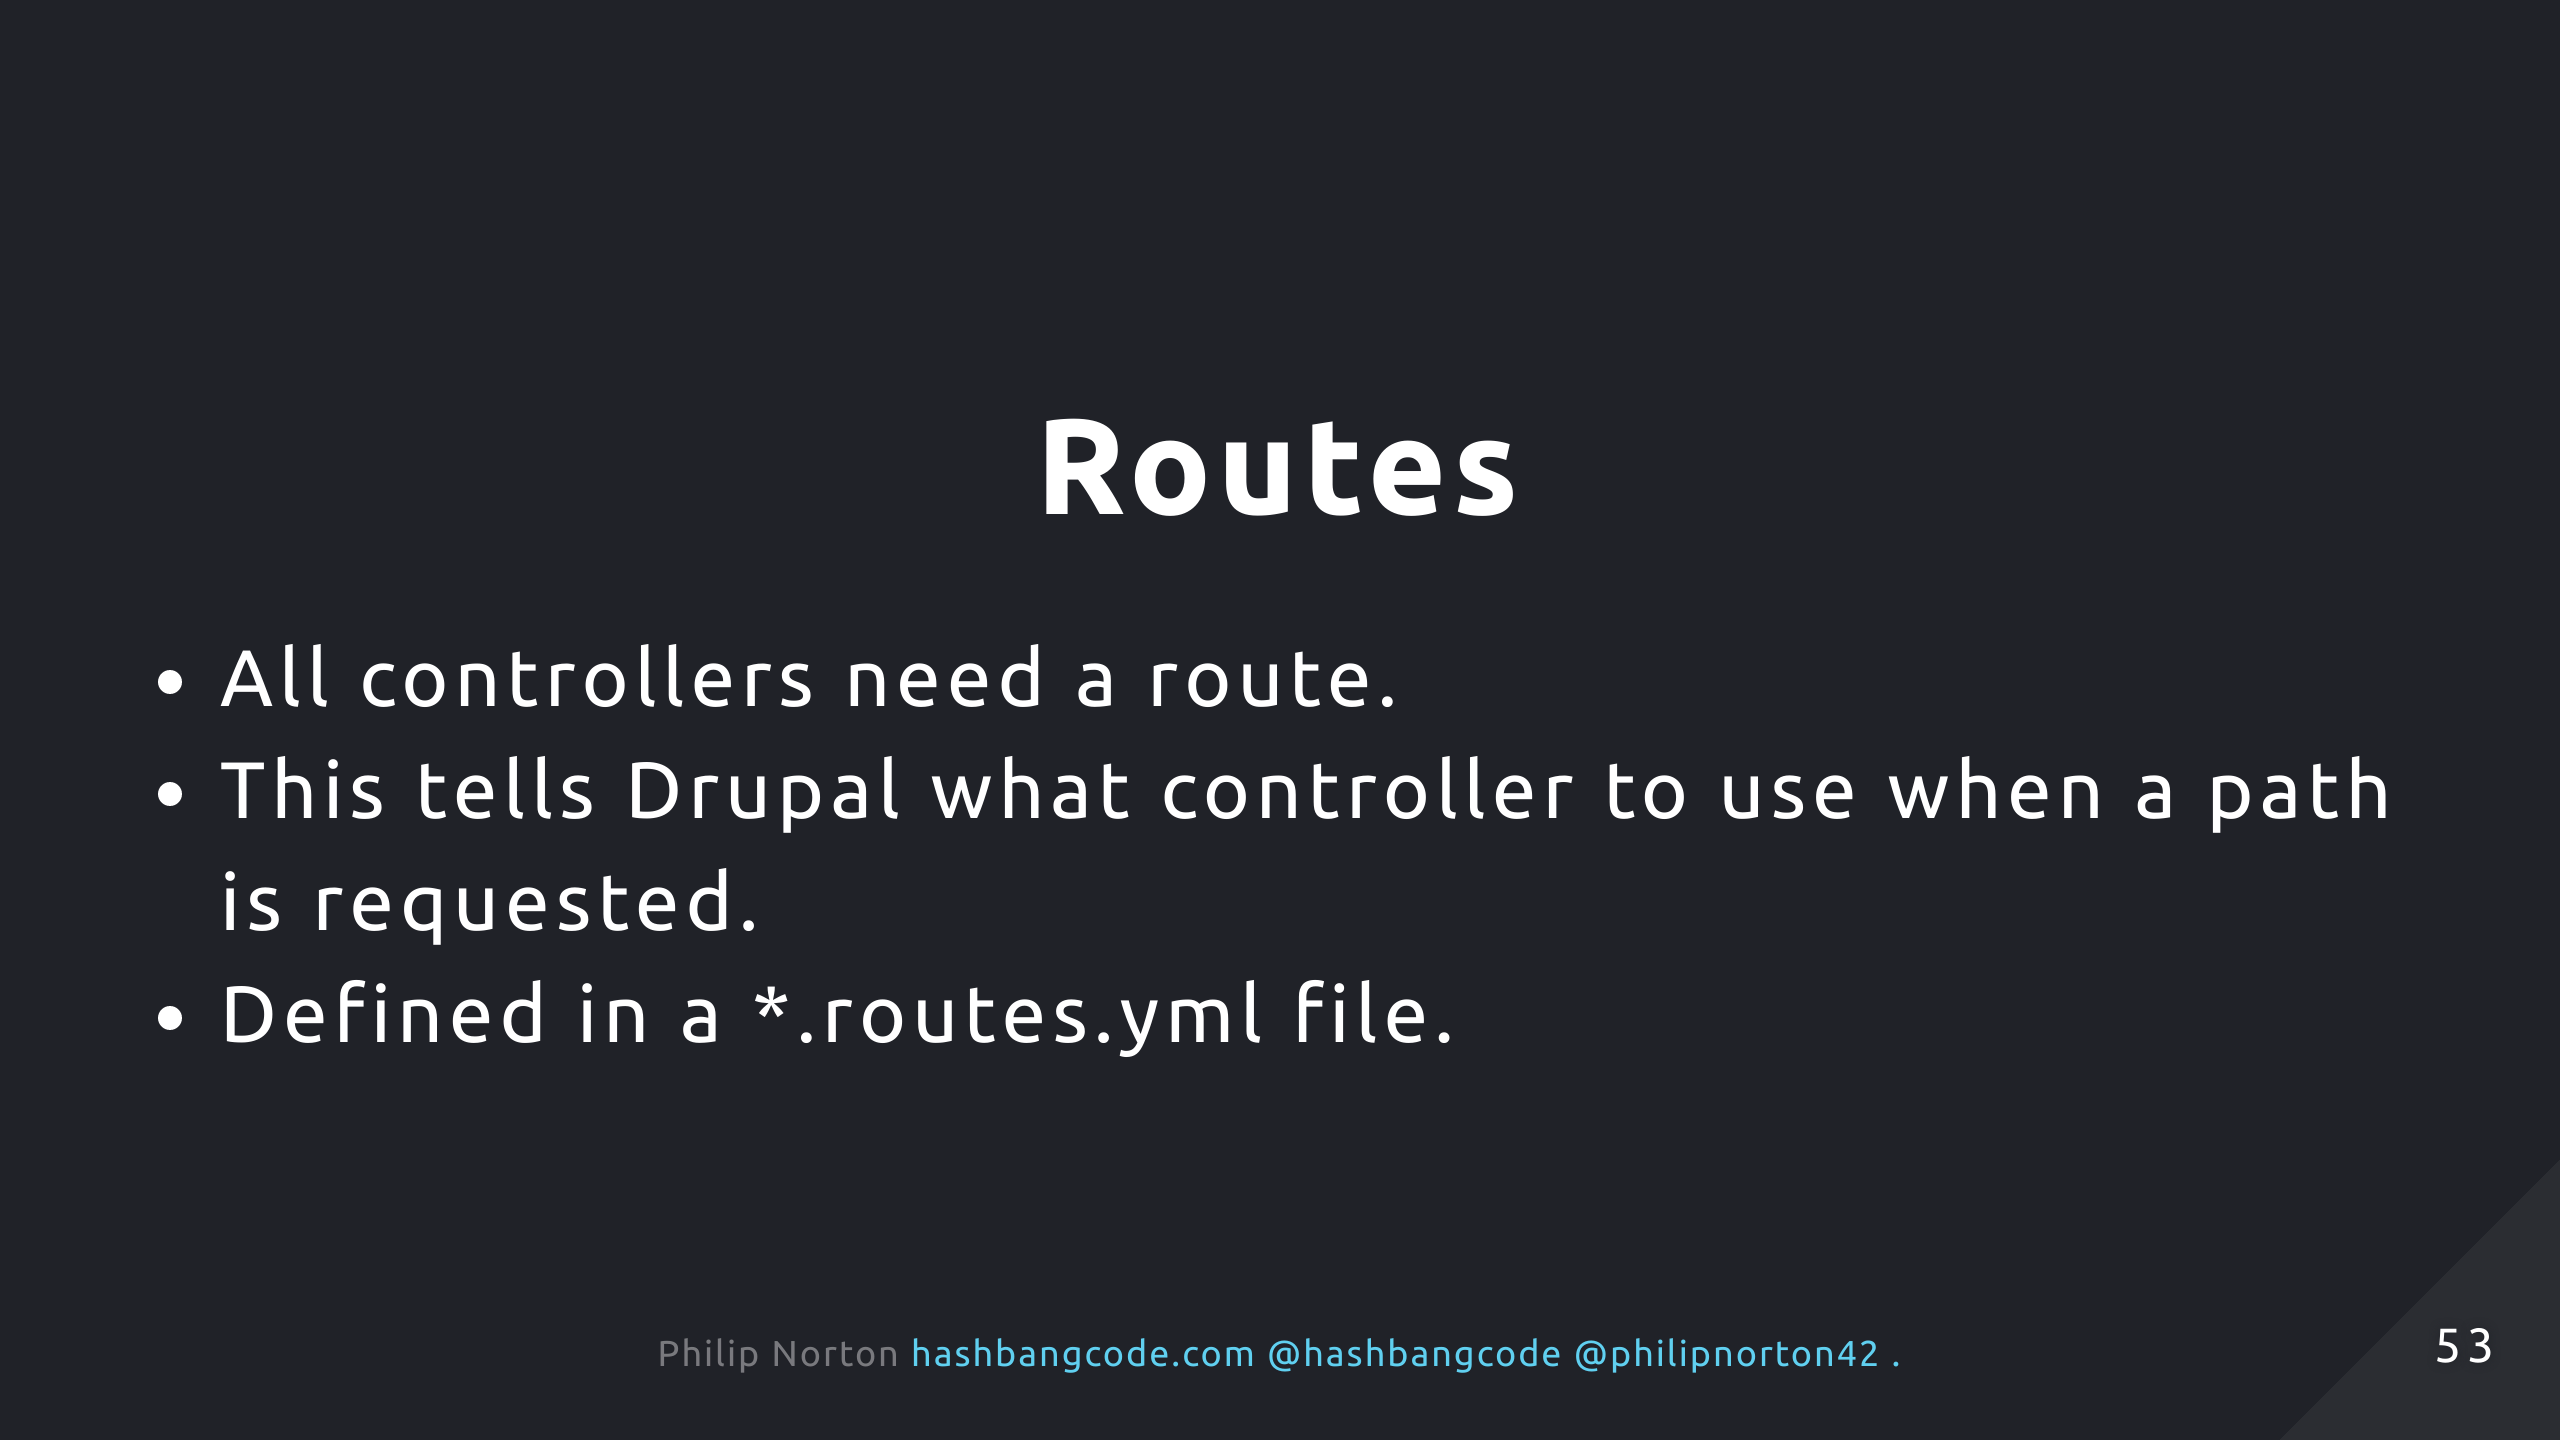 Routes
• All controllers need a route.
• This tells Drupal what controller to use when a path
is requested.
• Defined in a *.routes.yml file.
Philip Norton hashbangcode.com @hashbangcode @philipnorton42 .
53